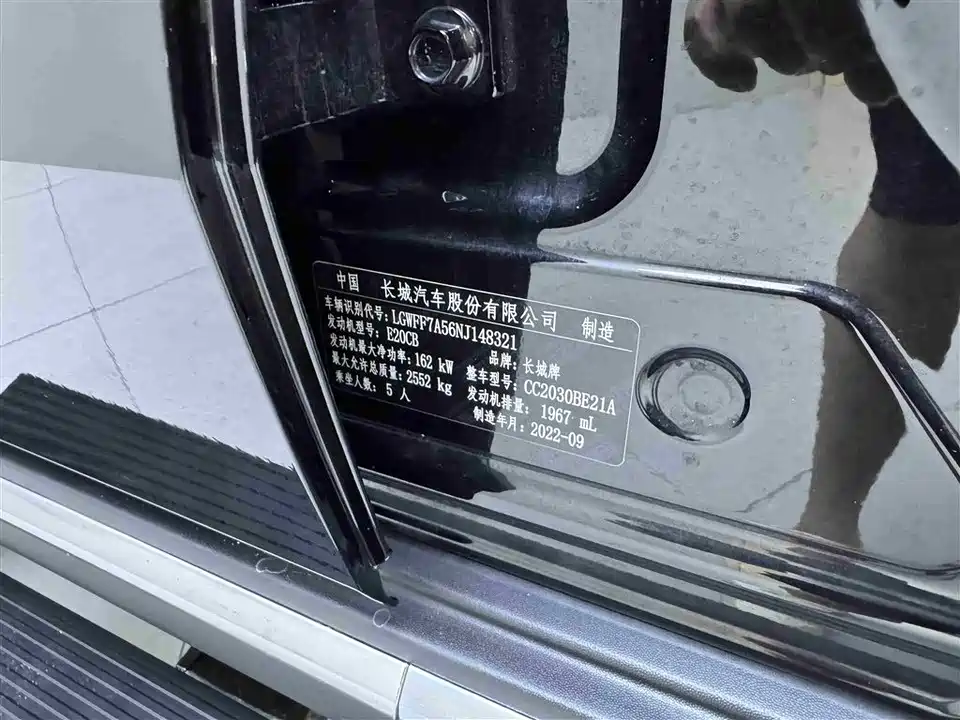 中国 长城汽车股份有限公司 制造
车辆识别代号：LGWFF7A56NJ148321
发动机型号：E20CB 品牌：长城牌
发动机最大净功率：162 kW 整车型号：CC2030BE21A
最大允许总质量：2552 kg 发动机排量：1967 mL
乘坐人数：5 人 制造年月：2022-09